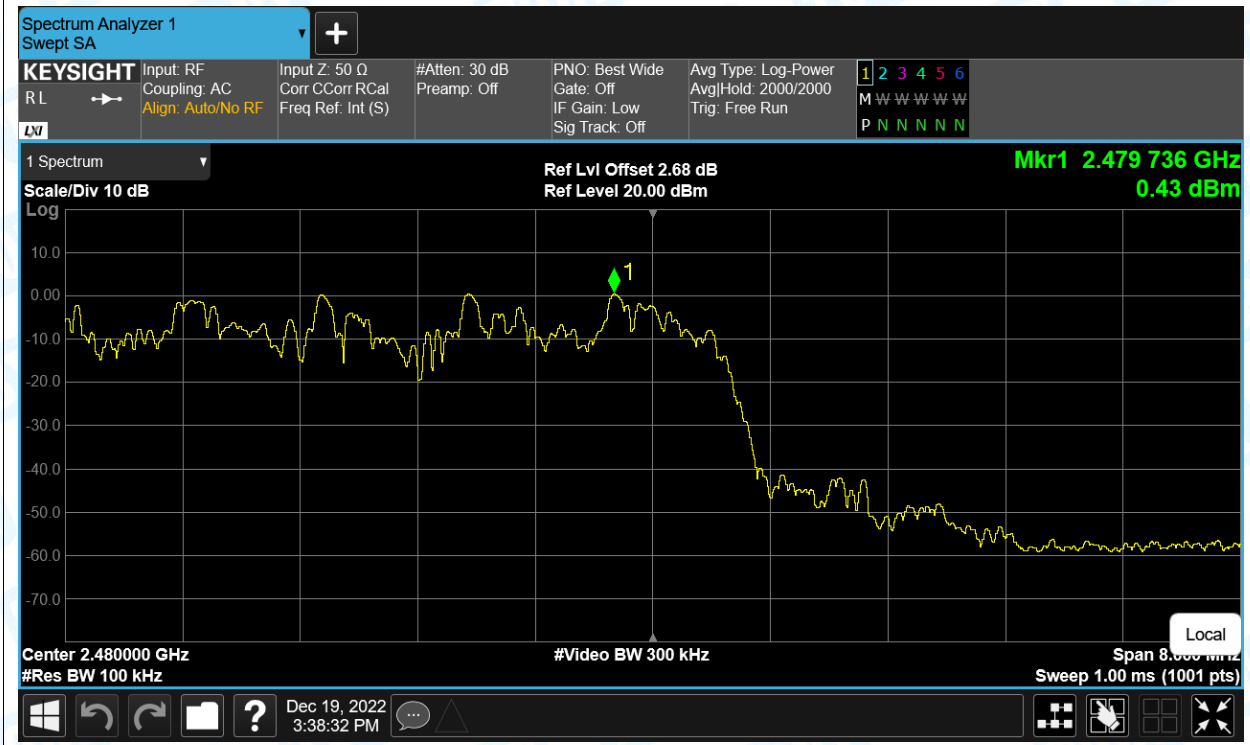 Spectrum Analyzer 1
Swept SA
KEYSIGHT
R L
LXI
Input: RF
Coupling: AC
Align: Auto/No RF
Input Z: 50 Ω
Corr CCorr RCal
Freq Ref: Int (S)
#Atten: 30 dB
Preamp: Off
PNO: Best Wide
Gate: Off
IF Gain: Low
Sig Track: Off
Avg Type: Log-Power
Avg|Hold: 2000/2000
Trig: Free Run
1 2 3 4 5 6
M W W W W W
P N N N N N
1 Spectrum
Scale/Div 10 dB
Log
Ref Lvl Offset 2.68 dB
Ref Level 20.00 dBm
Mkr1 2.479 736 GHz
0.43 dBm
1
10.0
0.00
-10.0
-20.0
-30.0
-40.0
-50.0
-60.0
-70.0
Local
Center 2.480000 GHz
#Video BW 300 kHz
Span
#Res BW 100 kHz
Sweep 1.00 ms (1001 pts)
?
Dec 19, 2022
3:38:32 PM